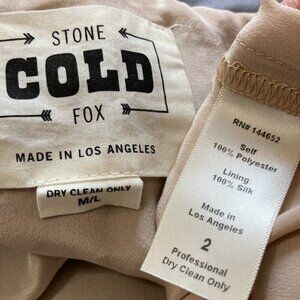 STONE
COLD
FOX
MADE IN LOS ANGELES
DRY CLEAN ONLY
M/L
RN# 144652
Self
100% Polyester
Lining
100% Silk
Made in
Los Angeles
2
Professional
Dry Clean Only